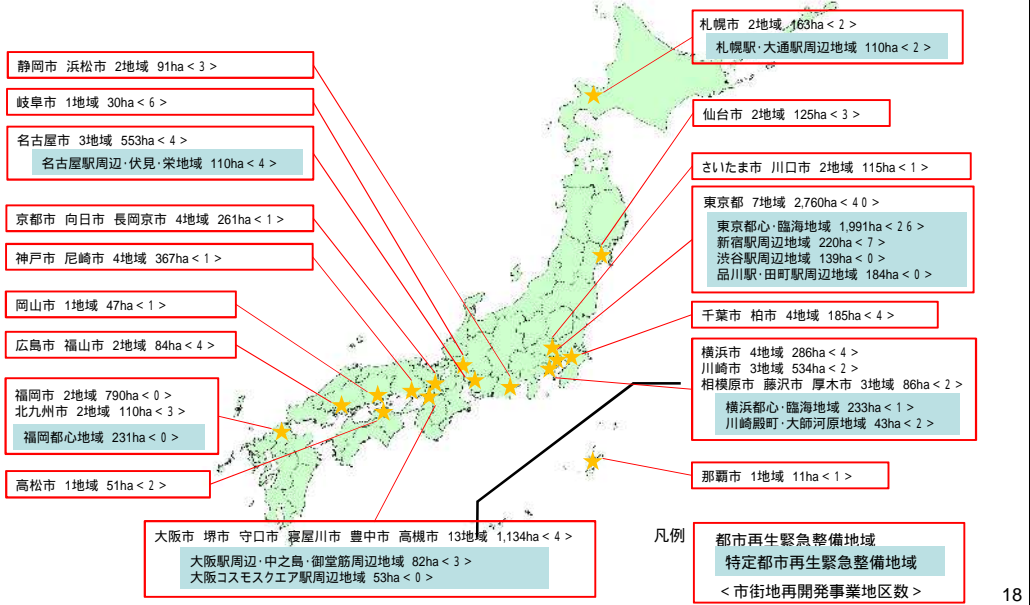 静岡市 浜松市 2地域 91ha < 3 >
岐阜市 1地域 30ha < 6 >
名古屋市 3地域 553ha < 4 >
名古屋駅周辺･伏見･栄地域 110ha < 4 >
京都市 向日市 長岡京市 4地域 261ha < 1 >
神戸市 尼崎市 4地域 367ha < 1 >
岡山市 1地域 47ha < 1 >
広島市 福山市 2地域 84ha < 4 >
福岡市 2地域 790ha < 0 >
北九州市 2地域 110ha < 3 >
福岡都心地域 231ha < 0 >
高松市 1地域 51ha < 2 >
大阪市 堺市 守口市 寝屋川市 豊中市 高槻市 13地域 1,134ha < 4 >
大阪駅周辺･中之島･御堂筋周辺地域 82ha < 3 >
大阪コスモスクエア駅周辺地域 53ha < 0 >
札幌市 2地域 163ha < 2 >
札幌駅･大通駅周辺地域 110ha < 2 >
仙台市 2地域 125ha < 3 >
さいたま市 川口市 2地域 115ha < 1 >
東京都 7地域 2,760ha < 4 0 >
東京都心･臨海地域 1,991ha < 2 6 >
新宿駅周辺地域 220ha < 7 >
渋谷駅周辺地域 139ha < 0 >
品川駅･田町駅周辺地域 184ha < 0 >
千葉市 柏市 4地域 185ha < 4 >
横浜市 4地域 286ha < 4 >
川崎市 3地域 534ha < 2 >
相模原市 藤沢市 厚木市 3地域 86ha < 2 >
横浜都心･臨海地域 233ha < 1 >
川崎殿町･大師河原地域 43ha < 2 >
那覇市 1地域 11ha < 1 >
凡例
都市再生緊急整備地域
特定都市再生緊急整備地域
< 市街地再開発事業地区数 >
18